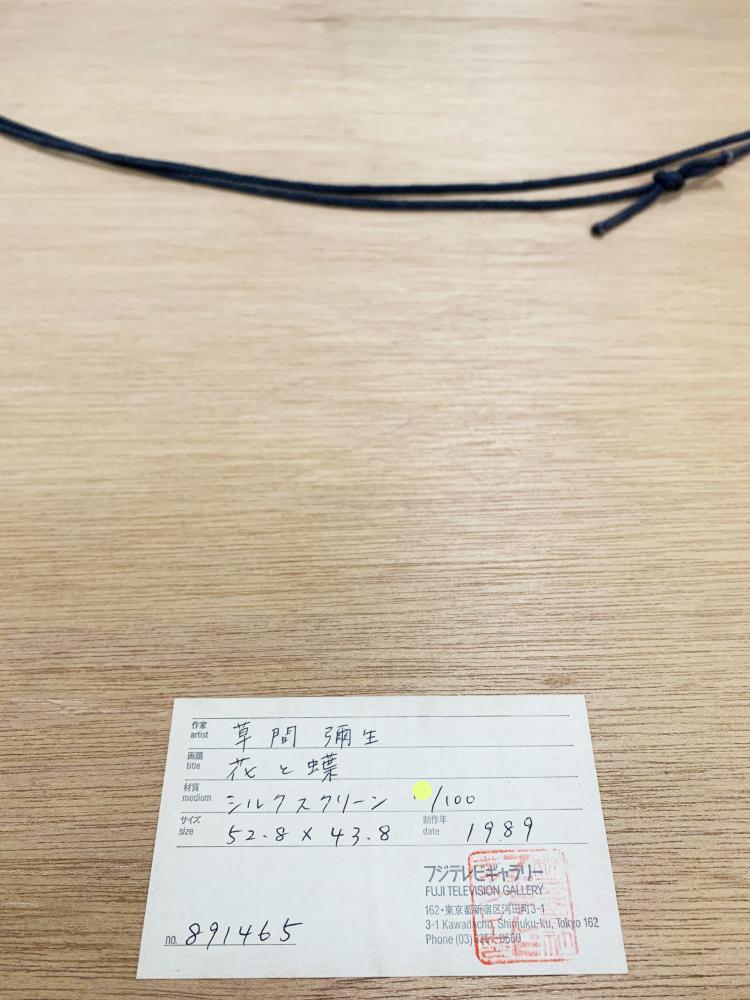 作家
artist
草間 彌生
画題
title
花と蝶
材質
medium
シルクスクリーン /100
サイズ
size
52.8 x 43.8
制作年
date
1989
フジテレビギャラリー
FUJI TELEVISION GALLERY
162・東京都新宿区河田町3-1
3-1 Kawadacho, Shinjuku-ku, Tokyo 162
Phone (03)
no. 891465